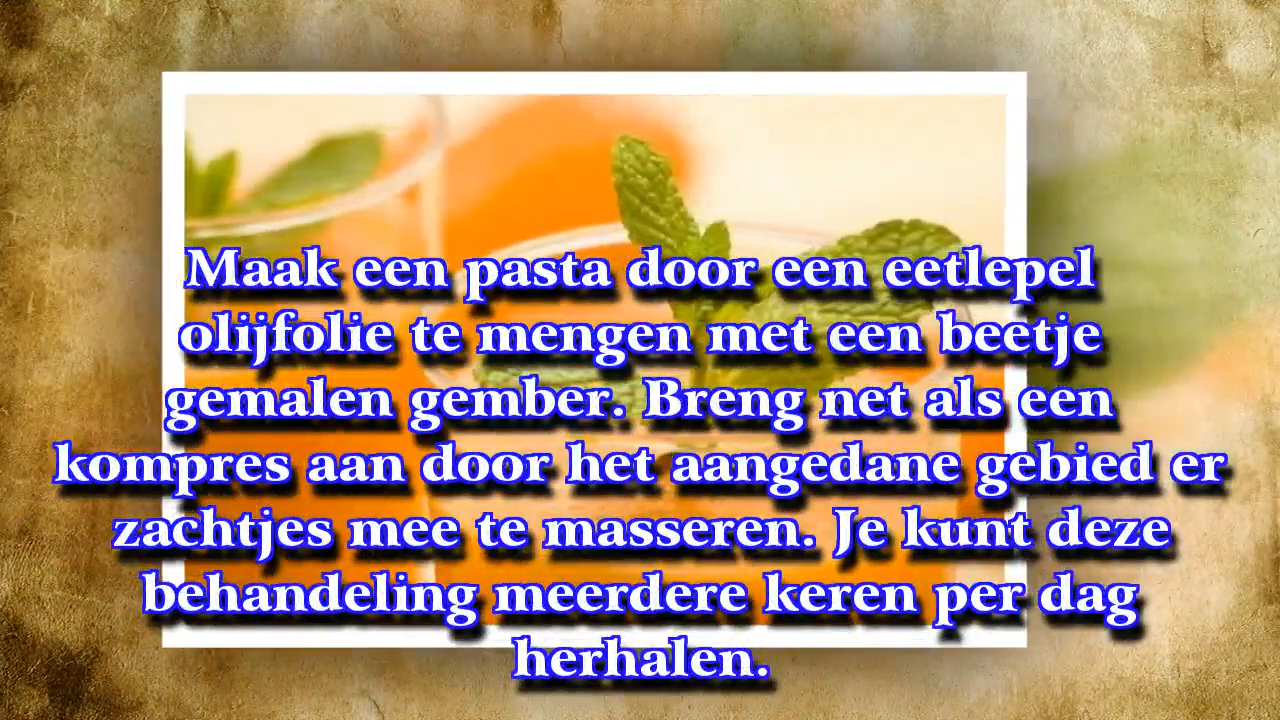 Maak een pasta door een eetlepel
olijfolie te mengen met een beetje
gemalen gember. Breng net als een
kompres aan door het aangedane gebied er
zachtjes mee te masseren. Je kunt deze
behandeling meerdere keren per dag
herhalen.